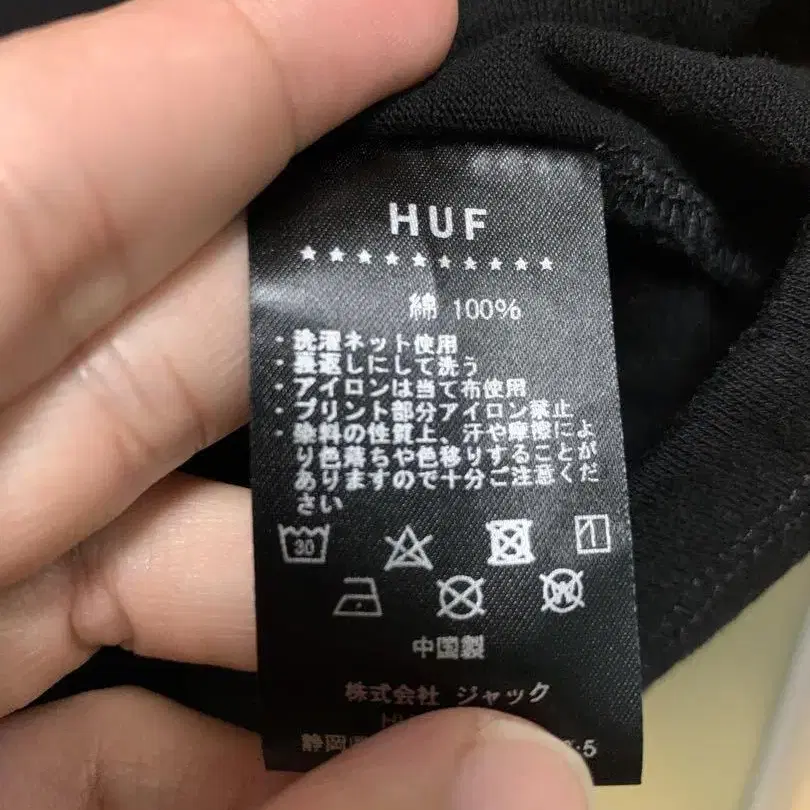 HUF
★★★★★★★★★★
綿 100%
・洗濯ネット使用
・裏返しにして洗う
・アイロンは当て布使用
・プリント部分アイロン禁止
・染料の性質上、汗や摩擦によ
り色落ちや色移りすることが
ありますので十分ご注意くだ
さい
30
W
中国製
株式会社 ジャック
静岡
5